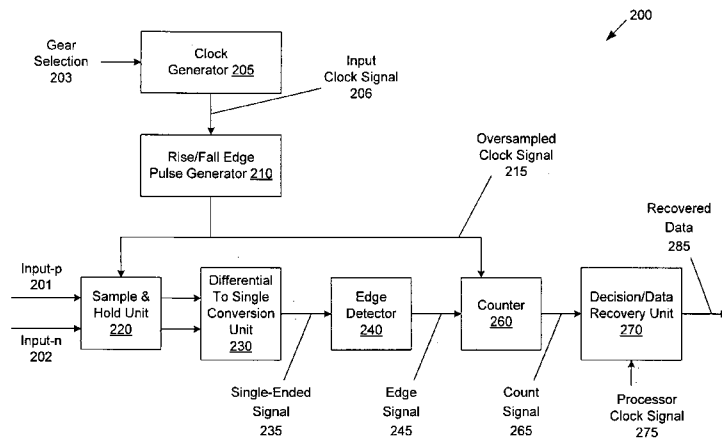 200
Gear
Selection
203
Clock
Generator 205
Input
Clock Signal
206
Rise/Fall Edge
Pulse Generator 210
Oversampled
Clock Signal
215
Recovered
Data
285
Input-p
201
Input-n
202
Sample &
Hold Unit
220
Differential
To Single
Conversion
Unit
230
Edge
Detector
240
Counter
260
Decision/Data
Recovery Unit
270
Single-Ended
Signal
235
Edge
Signal
245
Count
Signal
265
Processor
Clock Signal
275